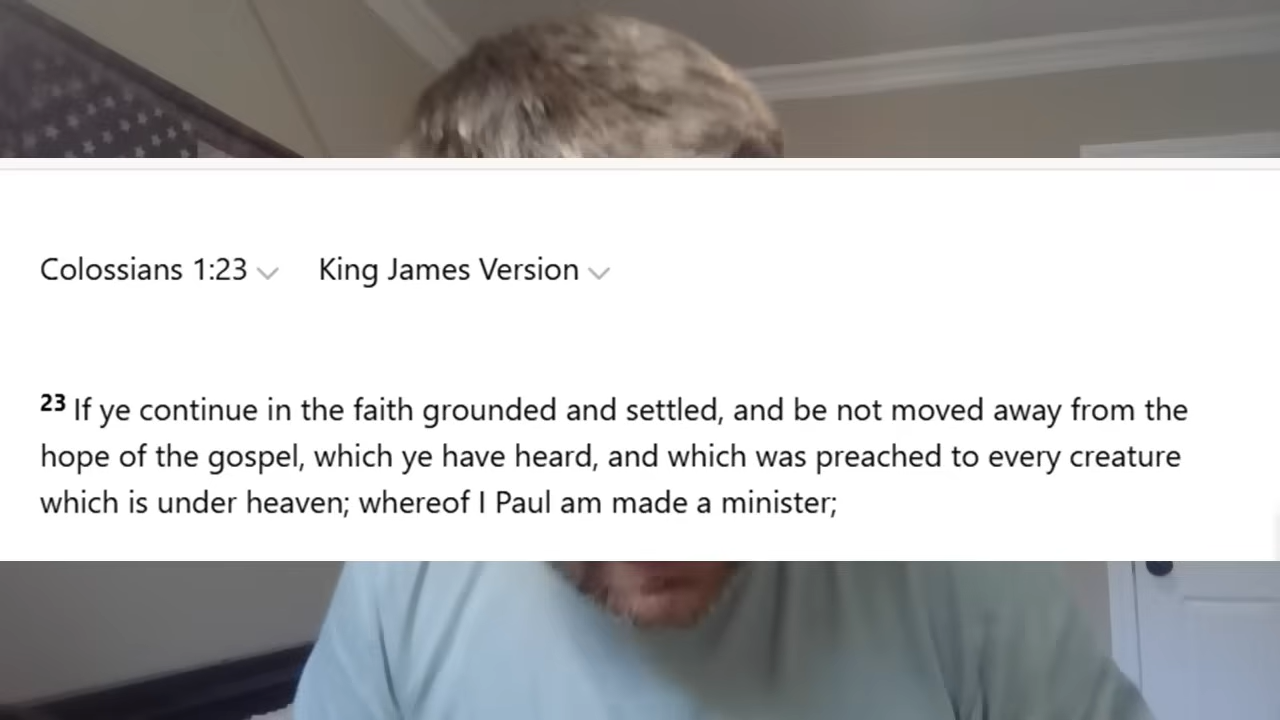 Colossians 1:23 King James Version
23 If ye continue in the faith grounded and settled, and be not moved away from the
hope of the gospel, which ye have heard, and which was preached to every creature
which is under heaven; whereof I Paul am made a minister;